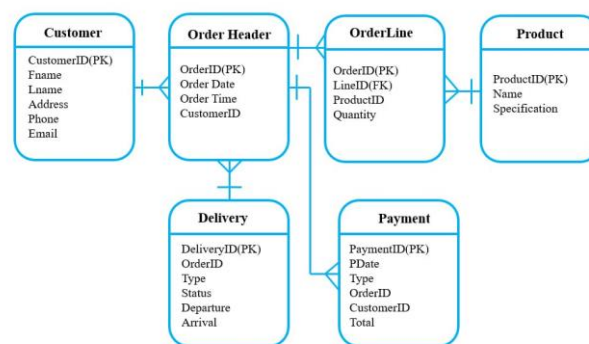 Customer
CustomerID(PK)
Fname
Lname
Address
Phone
Email
Order Header
OrderID(PK)
Order Date
Order Time
CustomerID
OrderLine
OrderID(PK)
LineID(FK)
ProductID
Quantity
Product
ProductID(PK)
Name
Specification
Delivery
DeliveryID(PK)
OrderID
Type
Status
Departure
Arrival
Payment
PaymentID(PK)
PDate
Type
OrderID
CustomerID
Total